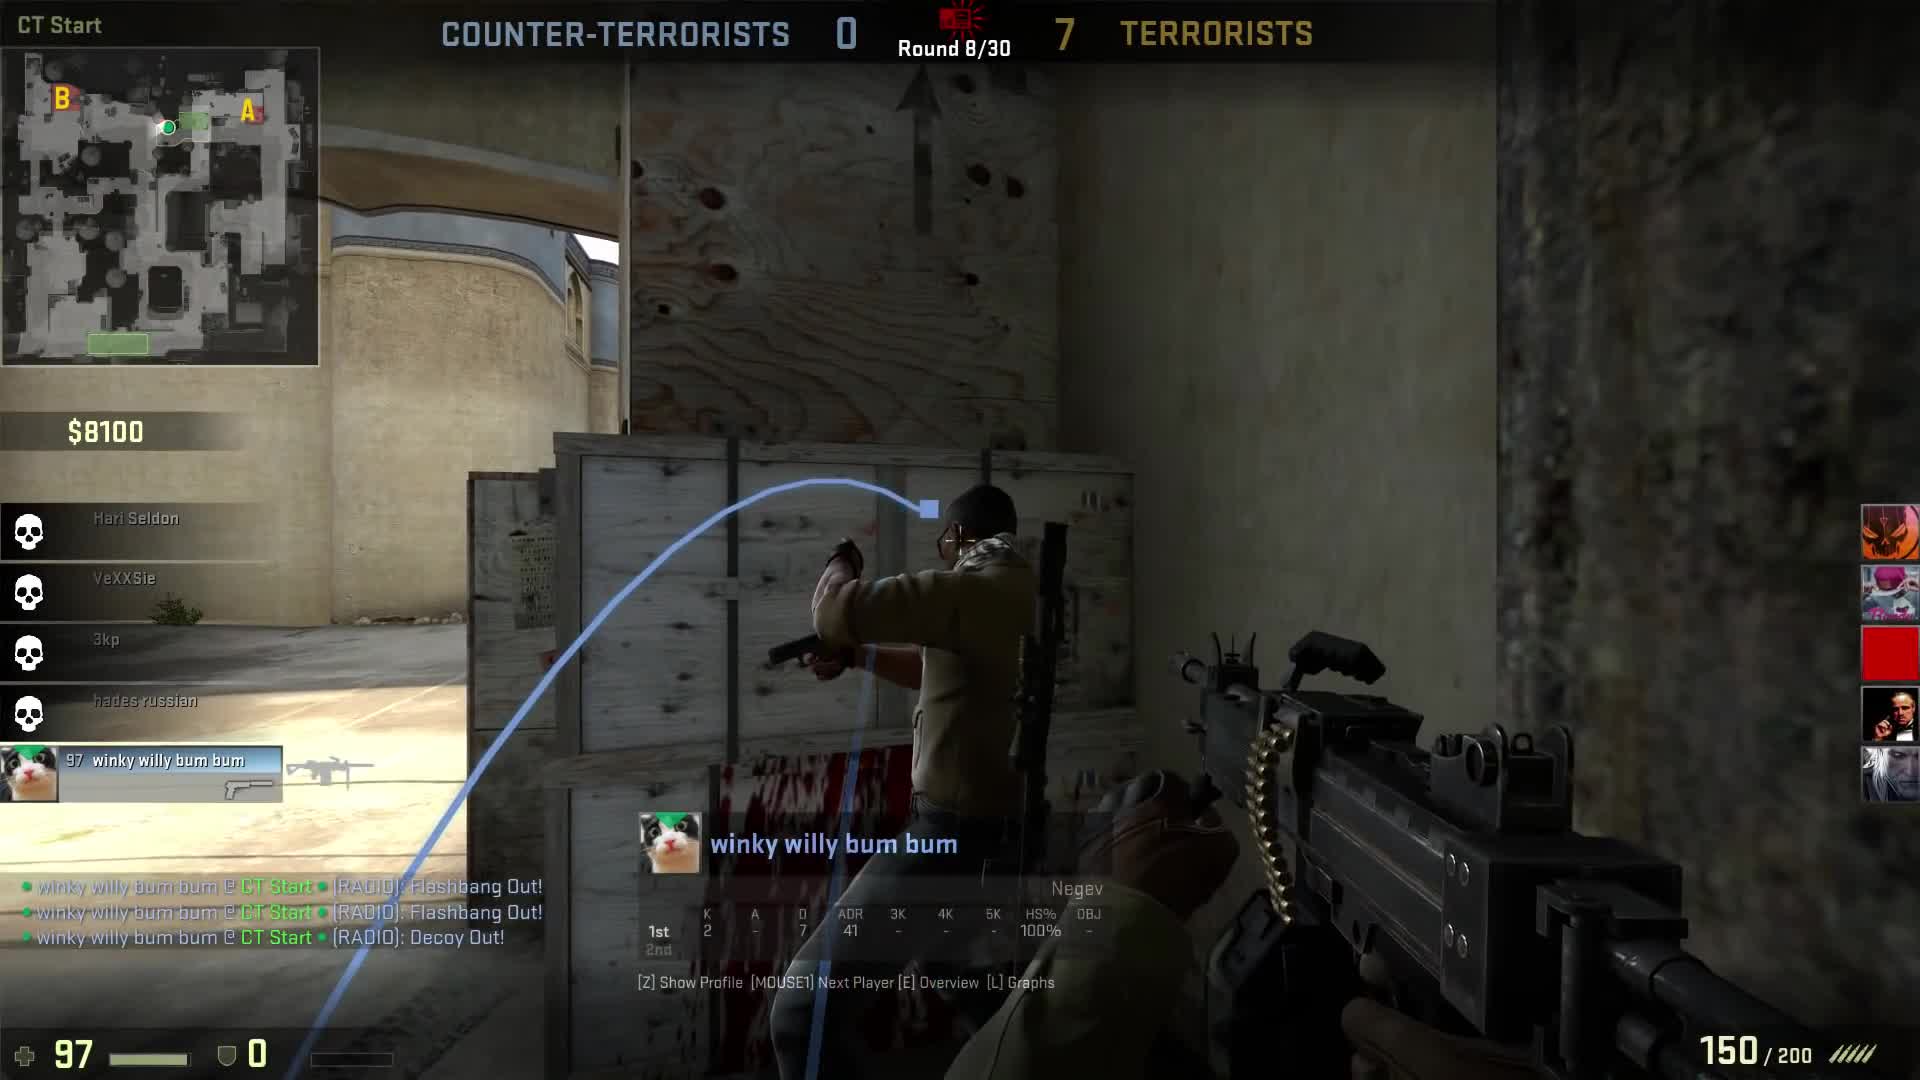 CT Start
COUNTER-TERRORISTS 0 Round 8/30 7 TERRORISTS
B
A
$8100
Hari Seldon
VeXXSie
3kp
hades russian
97 winky willy bum bum
winky willy bum bum @ CT Start • (RADIO): Flashbang Out!
winky willy bum bum @ CT Start • (RADIO): Flashbang Out!
winky willy bum bum @ CT Start • (RADIO): Decoy Out!
winky willy bum bum
Negev
K A D ADR 3K 4K 5K HS% OBJ
1st 2 - 7 41 - - - 100% -
2nd
[Z] Show Profile [MOUSE1] Next Player [E] Overview [L] Graphs
97 0
150 / 200